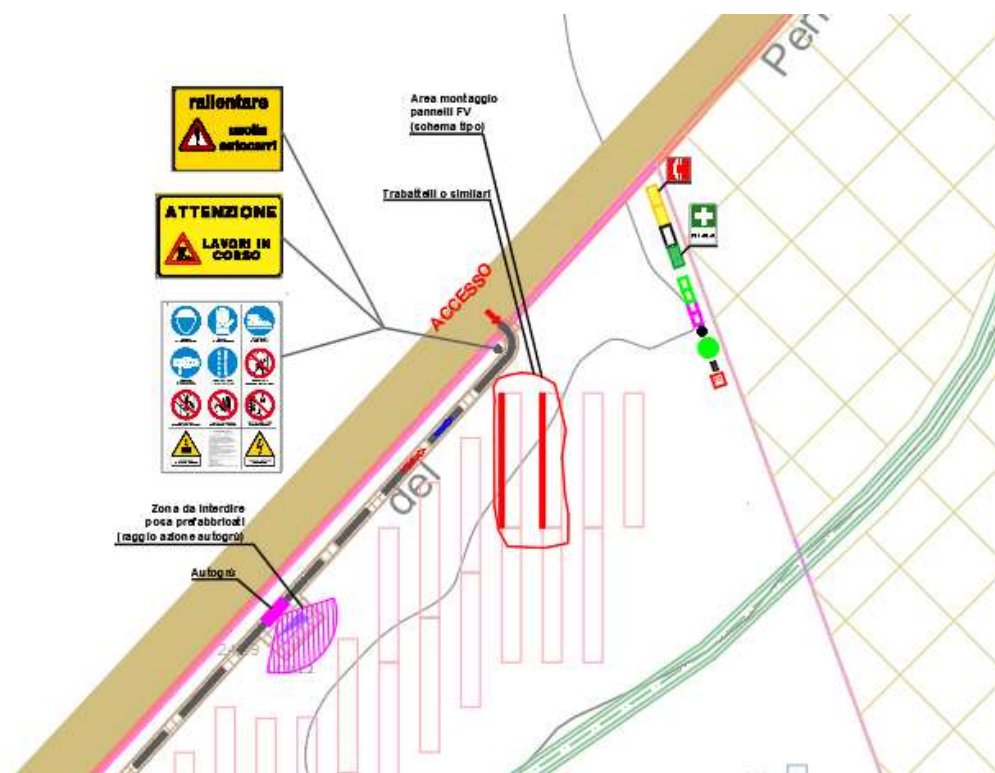 rallentare
uscita
autocarri
ATTENZIONE
LAVORI IN
CORSO
Area montaggio
pannelli FV
(schema tipo)
Trabattelli o similari
ACCESSO
Zona da interdire
posa prefabbricati
(raggio azione autogrù)
Autogrù
del